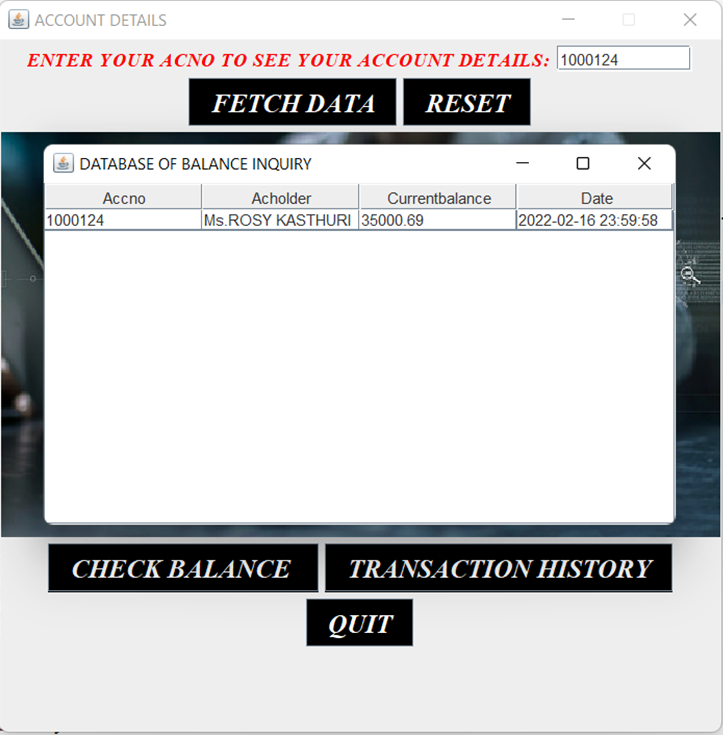 ACCOUNT DETAILS
ENTER YOUR ACNO TO SEE YOUR ACCOUNT DETAILS: 1000124
FETCH DATA RESET
DATABASE OF BALANCE INQUIRY
Accno Acholder Currentbalance Date
1000124 Ms.ROSY KASTHURI 35000.69 2022-02-16 23:59:58
CHECK BALANCE TRANSACTION HISTORY
QUIT